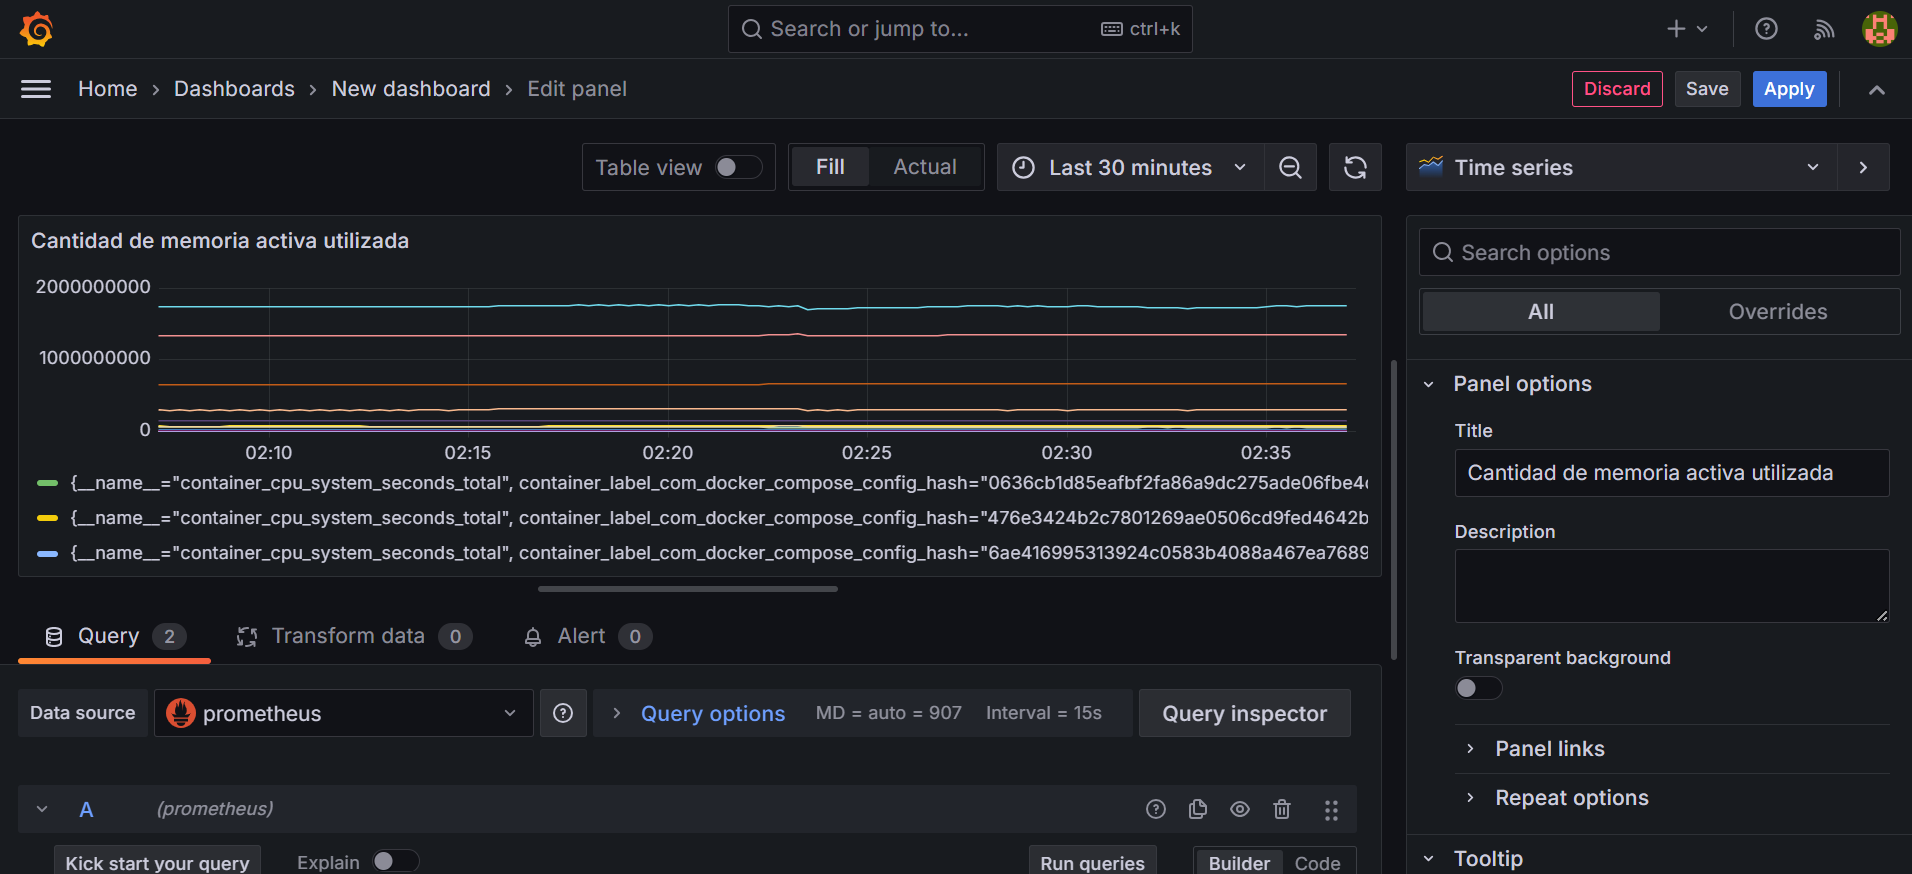 Search or jump to... ctrl+k
Home › Dashboards › New dashboard › Edit panel
Discard Save Apply
Table view Fill Actual Last 30 minutes Time series
Cantidad de memoria activa utilizada
2000000000
1000000000
0
02:10 02:15 02:20 02:25 02:30 02:35
{__name__="container_cpu_system_seconds_total", container_label_com_docker_compose_config_hash="0636cb1d85eafbf2fa86a9dc275ade06fbe4
{__name__="container_cpu_system_seconds_total", container_label_com_docker_compose_config_hash="476e3424b2c7801269ae0506cd9fed4642b
{__name__="container_cpu_system_seconds_total", container_label_com_docker_compose_config_hash="6ae416995313924c0583b4088a467ea7689
Query 2 Transform data 0 Alert 0
Data source prometheus Query options MD = auto = 907 Interval = 15s Query inspector
A (prometheus)
Kick start your query Explain Run queries Builder Code
Search options
All Overrides
Panel options
Title
Cantidad de memoria activa utilizada
Description
Transparent background
Panel links
Repeat options
Tooltip